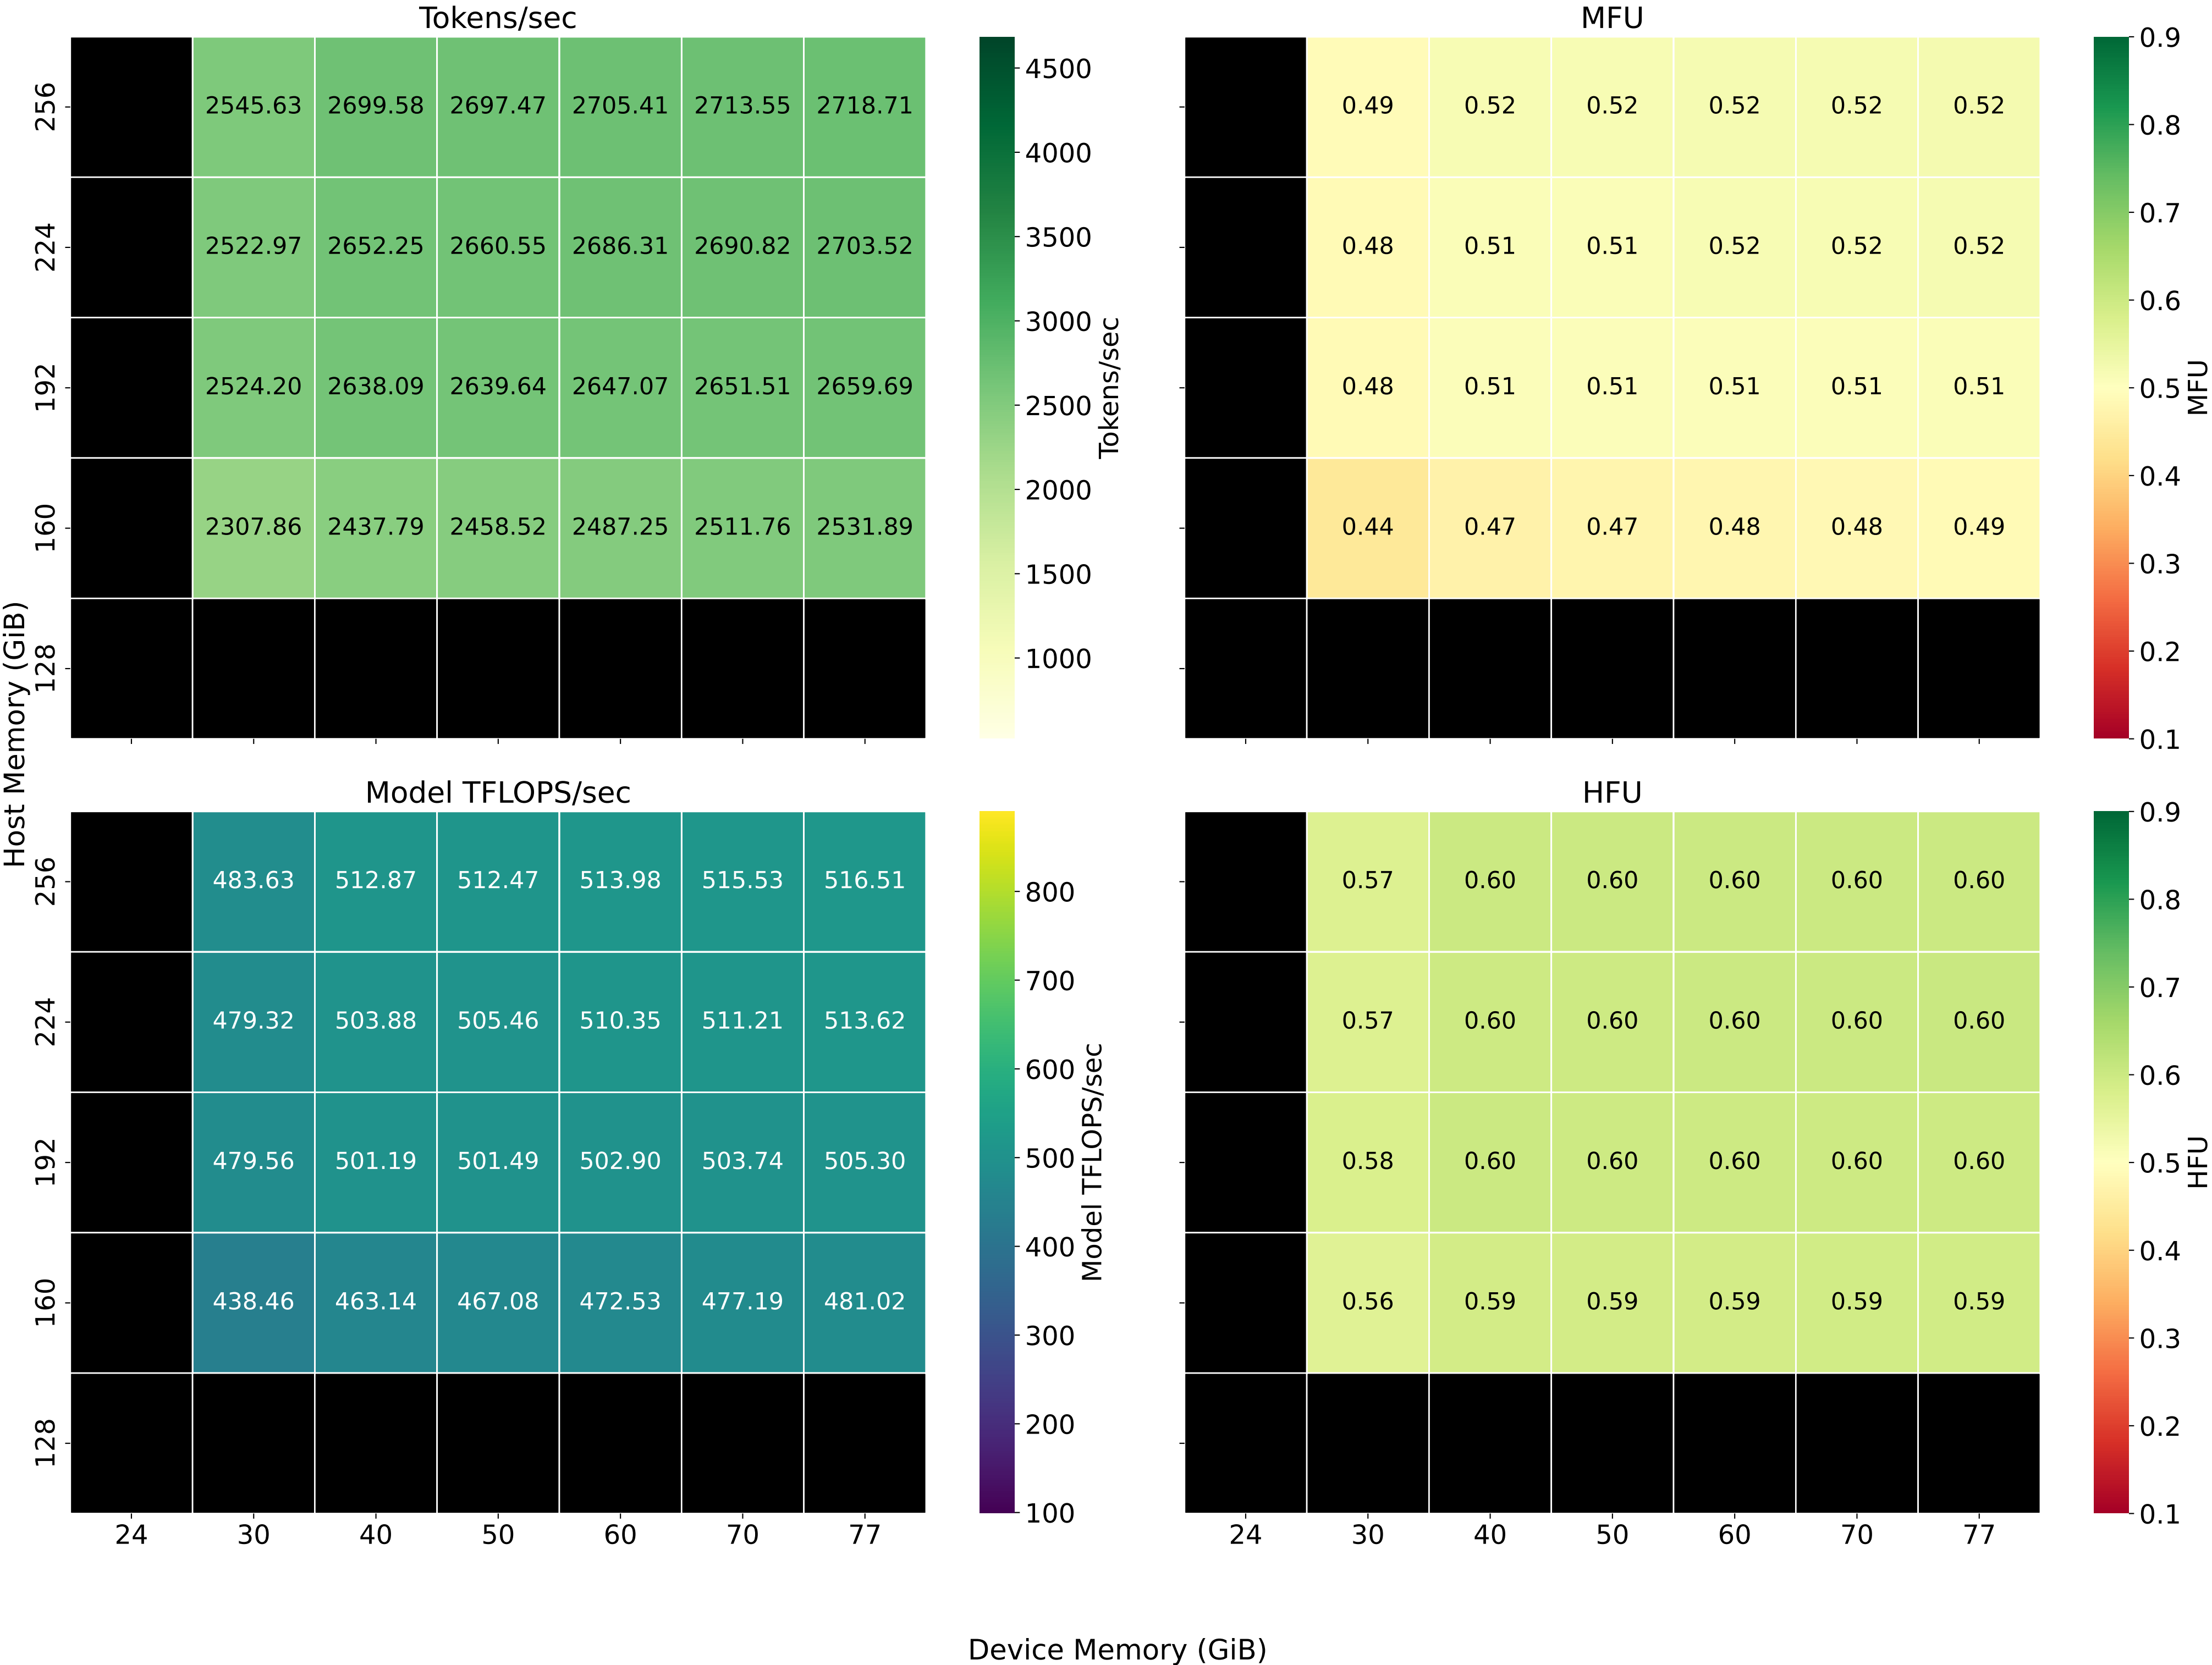 Tokens/sec
256
224
192
160
128
2545.63 2699.58 2697.47 2705.41 2713.55 2718.71
2522.97 2652.25 2660.55 2686.31 2690.82 2703.52
2524.20 2638.09 2639.64 2647.07 2651.51 2659.69
2307.86 2437.79 2458.52 2487.25 2511.76 2531.89
4500
4000
3500
3000
2500
2000
1500
1000
Tokens/sec
MFU
0.49 0.52 0.52 0.52 0.52 0.52
0.48 0.51 0.51 0.52 0.52 0.52
0.48 0.51 0.51 0.51 0.51 0.51
0.44 0.47 0.47 0.48 0.48 0.49
0.9
0.8
0.7
0.6
0.5
0.4
0.3
0.2
0.1
MFU
Host Memory (GiB)
Model TFLOPS/sec
256
224
192
160
128
483.63 512.87 512.47 513.98 515.53 516.51
479.32 503.88 505.46 510.35 511.21 513.62
479.56 501.19 501.49 502.90 503.74 505.30
438.46 463.14 467.08 472.53 477.19 481.02
24 30 40 50 60 70 77
800
700
600
500
400
300
200
100
Model TFLOPS/sec
HFU
0.57 0.60 0.60 0.60 0.60 0.60
0.57 0.60 0.60 0.60 0.60 0.60
0.58 0.60 0.60 0.60 0.60 0.60
0.56 0.59 0.59 0.59 0.59 0.59
24 30 40 50 60 70 77
0.9
0.8
0.7
0.6
0.5
0.4
0.3
0.2
0.1
HFU
Device Memory (GiB)